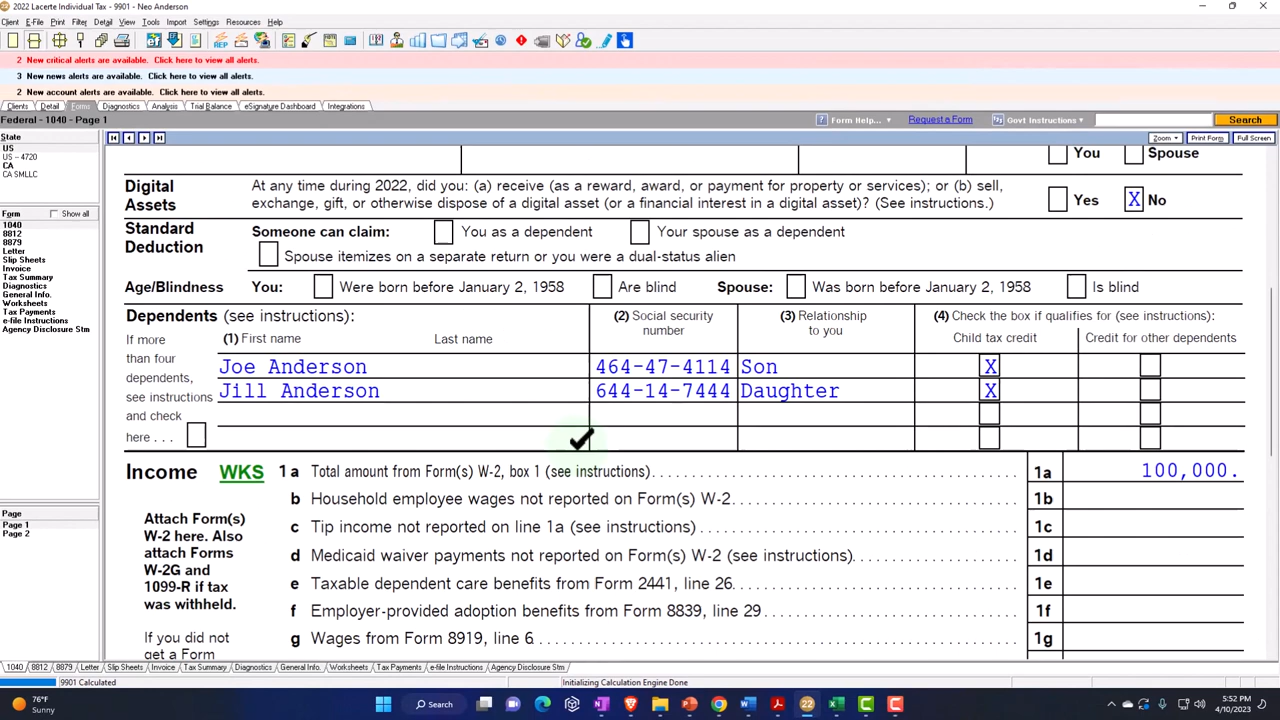 2022 Lacerte Individual Tax - 9901 - Neo Anderson
Client E-File Print Filter Detail View Tools Import Settings Resources Help
2 New critical alerts are available. Click here to view all alerts.
3 New news alerts are available. Click here to view all alerts.
2 New account alerts are available. Click here to view all alerts.
Clients Detail Forms Diagnostics Analysis Trial Balance eSignature Dashboard Integrations
Federal - 1040 - Page 1 Form Help... Request a Form Govt Instructions Search
State Zoom Print Form Full Screen
US
US - 4720
CA
CA SMLLC
Form Show all
1040
8812
8879
Letter
Slip Sheets
Invoice
Tax Summary
Diagnostics
General Info.
Worksheets
Tax Payments
e-file Instructions
Agency Disclosure Stm
Page
Page 1
Page 2
You Spouse
Digital Assets
At any time during 2022, did you: (a) receive (as a reward, award, or payment for property or services); or (b) sell,
exchange, gift, or otherwise dispose of a digital asset (or a financial interest in a digital asset)? (See instructions.) Yes X No
Standard Deduction
Someone can claim: You as a dependent Your spouse as a dependent
Spouse itemizes on a separate return or you were a dual-status alien
Age/Blindness You: Were born before January 2, 1958 Are blind Spouse: Was born before January 2, 1958 Is blind
Dependents (see instructions): (2) Social security number (3) Relationship to you (4) Check the box if qualifies for (see instructions):
(1) First name Last name Child tax credit Credit for other dependents
If more
than four
dependents,
see instructions
and check
here . . .
Joe Anderson 464-47-4114 Son X
Jill Anderson 644-14-7444 Daughter X
Income WKS 1a Total amount from Form(s) W-2, box 1 (see instructions) 1a 100,000.
b Household employee wages not reported on Form(s) W-2 1b
c Tip income not reported on line 1a (see instructions) 1c
d Medicaid waiver payments not reported on Form(s) W-2 (see instructions) 1d
e Taxable dependent care benefits from Form 2441, line 26 1e
f Employer-provided adoption benefits from Form 8839, line 29 1f
g Wages from Form 8919, line 6 1g
Attach Form(s)
W-2 here. Also
attach Forms
W-2G and
1099-R if tax
was withheld.
If you did not
get a Form
1040 8812 8879 Letter Slip Sheets Invoice Tax Summary Diagnostics General Info. Worksheets Tax Payments e-file Instructions Agency Disclosure Stm
9901 Calculated Initializing Calculation Engine Done
76°F
Sunny
Search
5:52 PM
4/10/2023